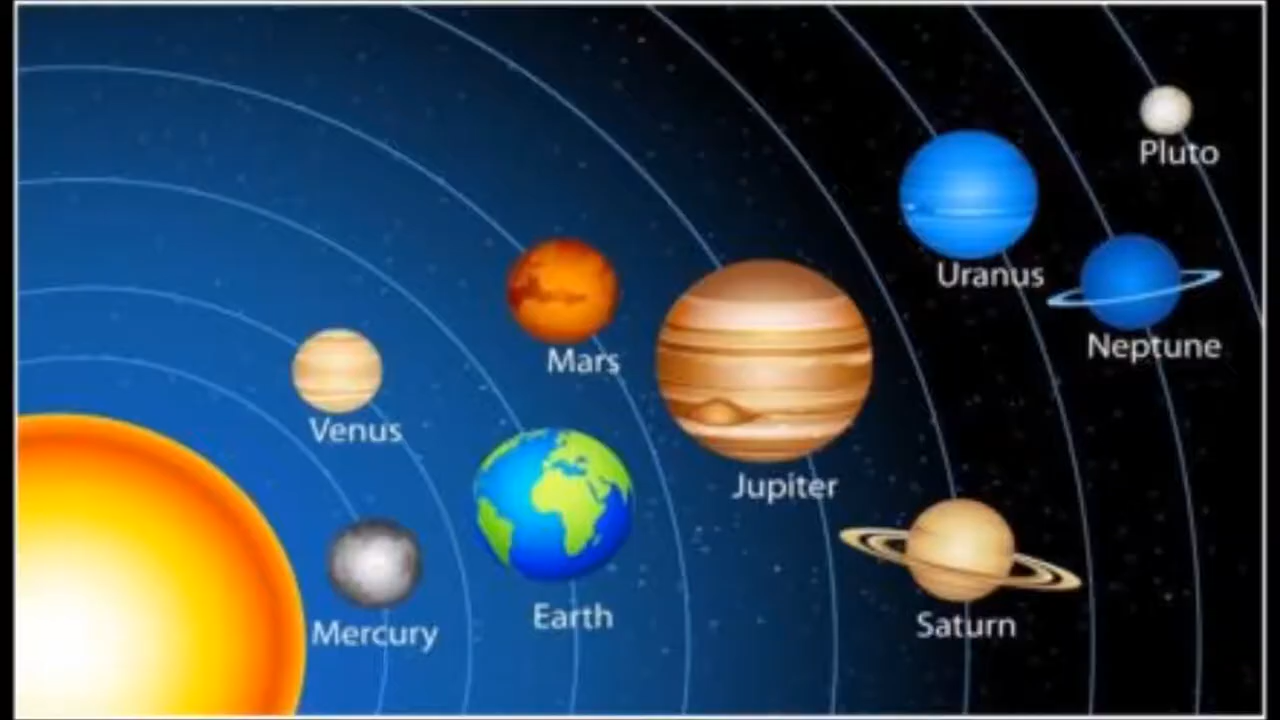 Pluto
Uranus
Neptune
Mars
Venus
Jupiter
Earth
Saturn
Mercury